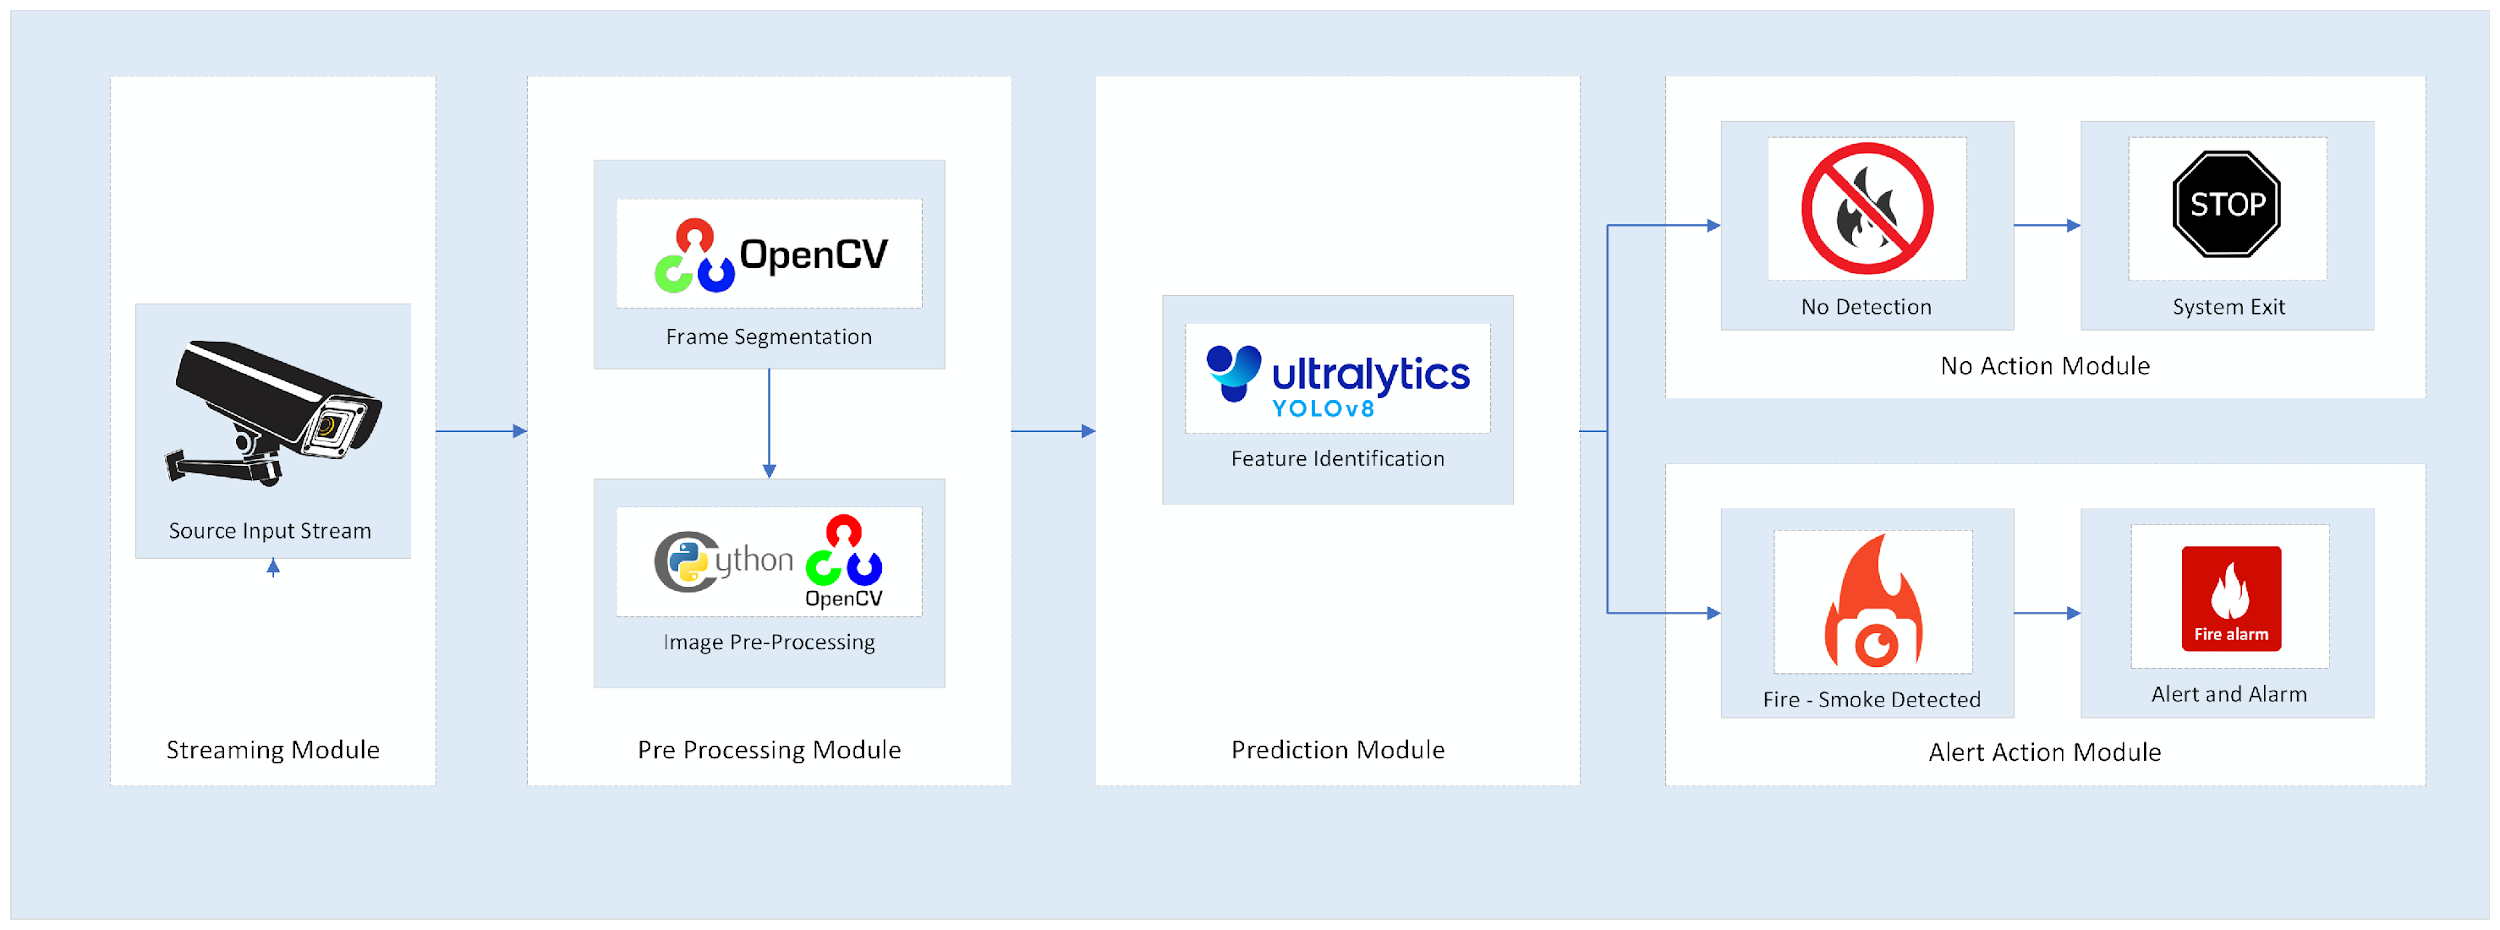 Source Input Stream
Streaming Module
OpenCV
Frame Segmentation
Cython
OpenCV
Image Pre-Processing
Pre Processing Module
ultralytics
YOLOv8
Feature Identification
Prediction Module
No Detection
STOP
System Exit
No Action Module
Fire - Smoke Detected
Fire alarm
Alert and Alarm
Alert Action Module